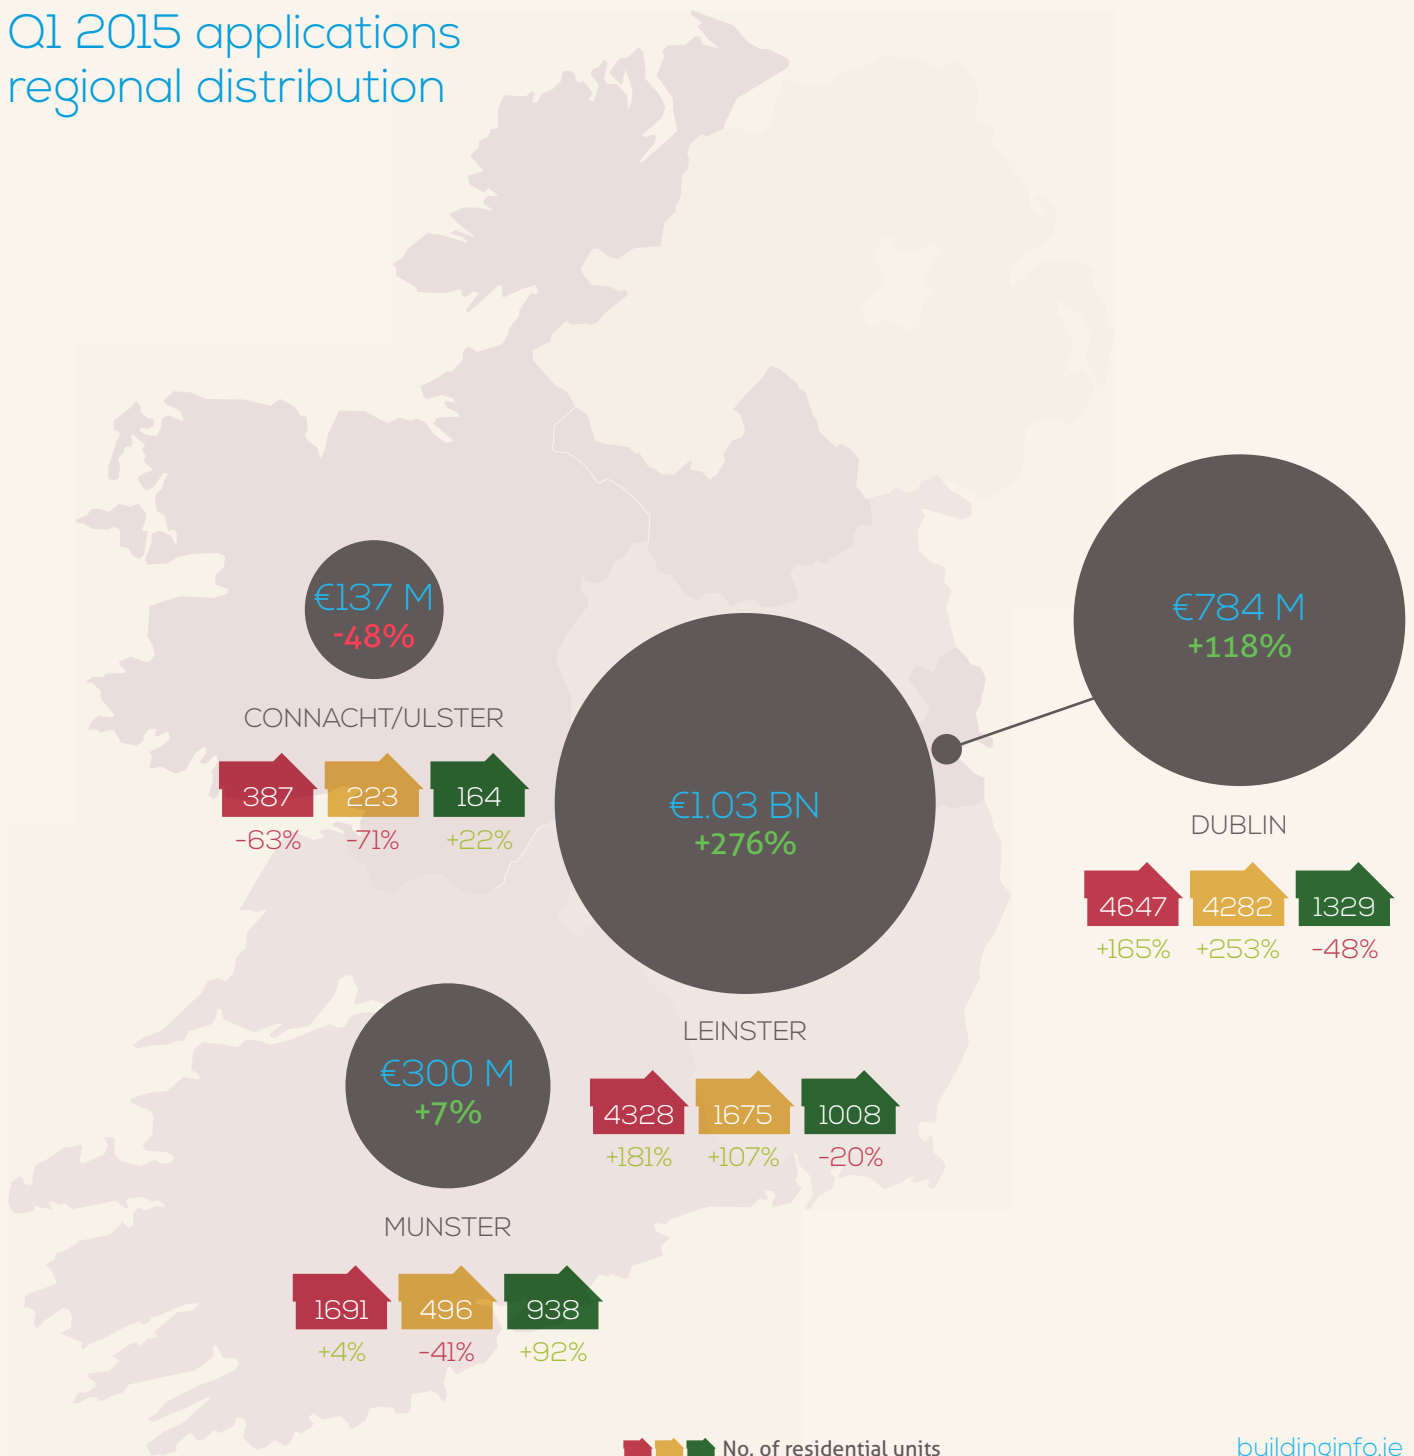 Q1 2015 applications
regional distribution
€137 M
-48%
CONNACHT/ULSTER
387 223 164
-63% -71% +22%
€784 M
+118%
DUBLIN
4647 4282 1329
+165% +253% -48%
€1.03 BN
+276%
LEINSTER
4328 1675 1008
+181% +107% -20%
€300 M
+7%
MUNSTER
1691 496 938
+4% -41% +92%
No. of residential units
buildinginfo.ie